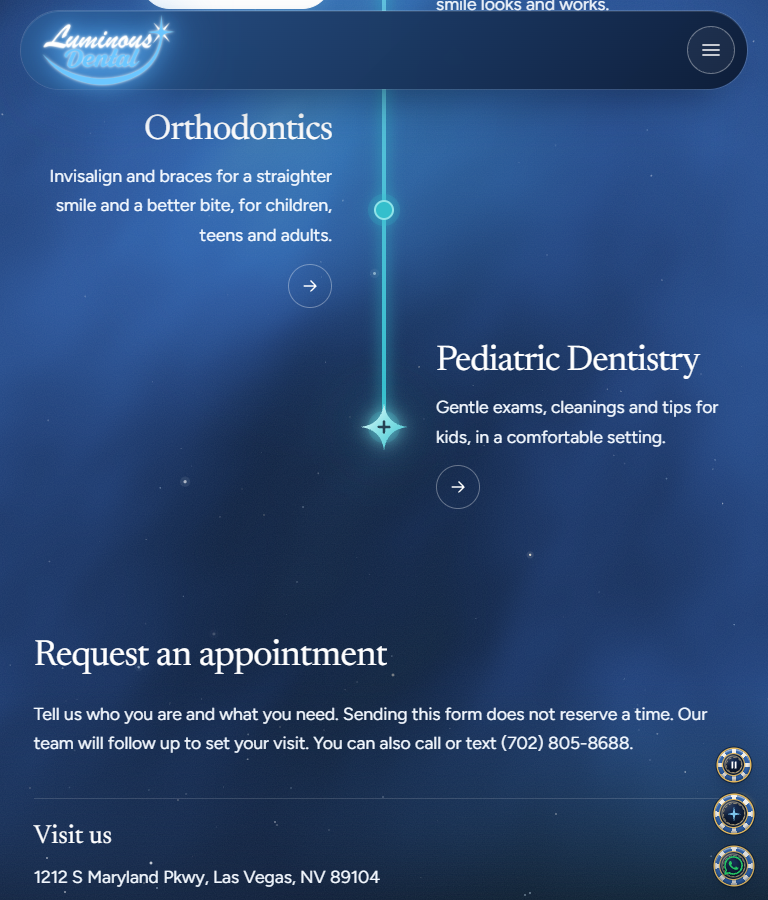 smile looks and works.
Luminous
Dental
Orthodontics
Invisalign and braces for a straighter
smile and a better bite, for children,
teens and adults.
Pediatric Dentistry
Gentle exams, cleanings and tips for
kids, in a comfortable setting.
Request an appointment
Tell us who you are and what you need. Sending this form does not reserve a time. Our
team will follow up to set your visit. You can also call or text (702) 805-8688.
Visit us
1212 S Maryland Pkwy, Las Vegas, NV 89104